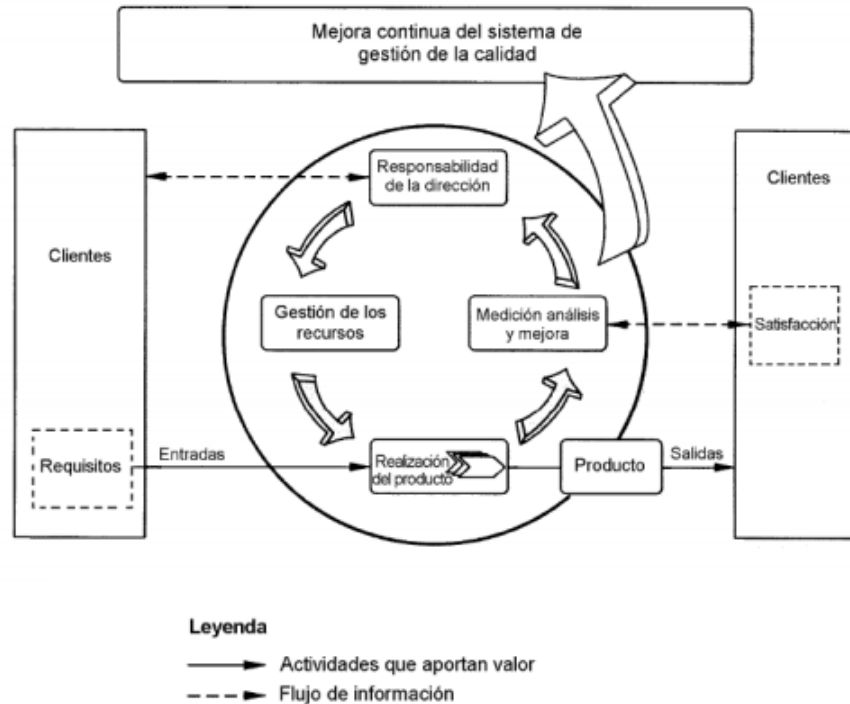 Mejora continua del sistema de
gestión de la calidad
Responsabilidad
de la dirección
Clientes
Clientes
Gestión de los
recursos
Medición análisis
y mejora
Satisfacción
Requisitos
Entradas
Realización
del producto
Producto
Salidas
Leyenda
Actividades que aportan valor
Flujo de información